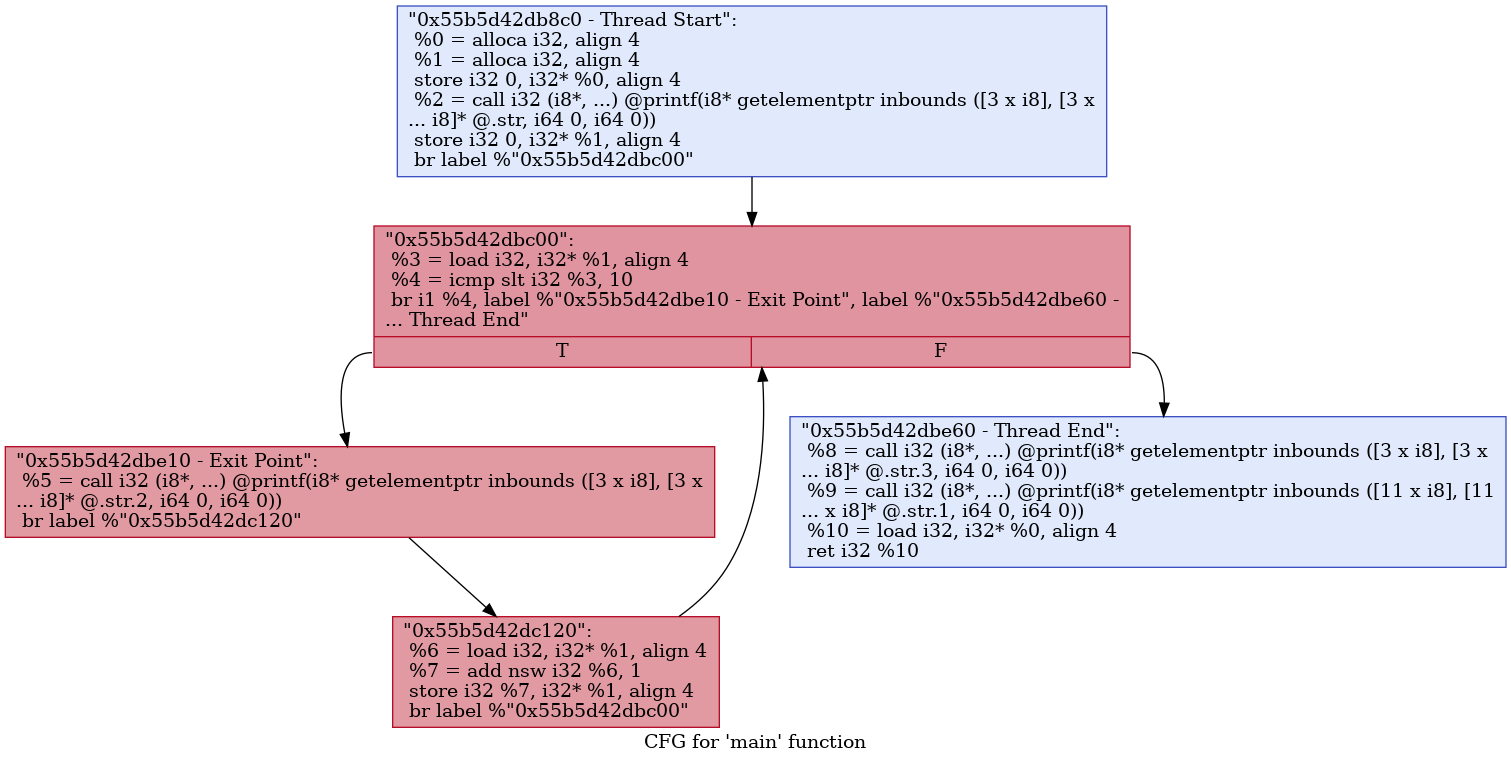 "0x55b5d42db8c0 - Thread Start":
%0 = alloca i32, align 4
%1 = alloca i32, align 4
store i32 0, i32* %0, align 4
%2 = call i32 (i8*, ...) @printf(i8* getelementptr inbounds ([3 x i8], [3 x
... i8]* @.str, i64 0, i64 0))
store i32 0, i32* %1, align 4
br label %"0x55b5d42dbc00"
"0x55b5d42dbc00":
%3 = load i32, i32* %1, align 4
%4 = icmp slt i32 %3, 10
br i1 %4, label %"0x55b5d42dbe10 - Exit Point", label %"0x55b5d42dbe60 -
... Thread End"
T
F
"0x55b5d42dbe10 - Exit Point":
%5 = call i32 (i8*, ...) @printf(i8* getelementptr inbounds ([3 x i8], [3 x
... i8]* @.str.2, i64 0, i64 0))
br label %"0x55b5d42dc120"
"0x55b5d42dbe60 - Thread End":
%8 = call i32 (i8*, ...) @printf(i8* getelementptr inbounds ([3 x i8], [3 x
... i8]* @.str.3, i64 0, i64 0))
%9 = call i32 (i8*, ...) @printf(i8* getelementptr inbounds ([11 x i8], [11
... x i8]* @.str.1, i64 0, i64 0))
%10 = load i32, i32* %0, align 4
ret i32 %10
"0x55b5d42dc120":
%6 = load i32, i32* %1, align 4
%7 = add nsw i32 %6, 1
store i32 %7, i32* %1, align 4
br label %"0x55b5d42dbc00"
CFG for 'main' function